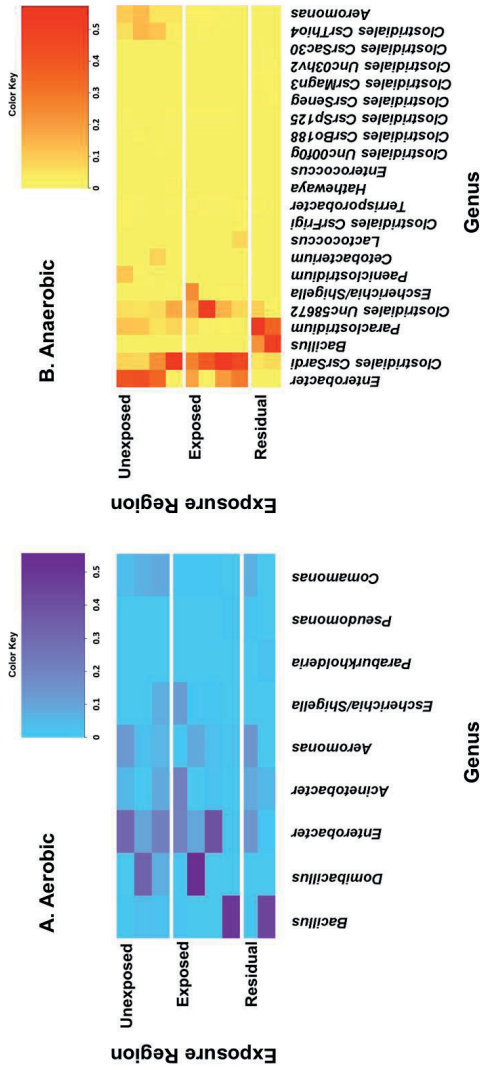 A. Aerobic
Color Key
0 0.1 0.2 0.3 0.4 0.5
Exposure Region
Unexposed
Exposed
Residual
Bacillus
Domibacillus
Enterobacter
Acinetobacter
Aeromonas
Escherichia/Shigella
Paraburkholderia
Pseudomonas
Comamonas
Genus
B. Anaerobic
Color Key
0 0.1 0.2 0.3 0.4 0.5
Exposure Region
Unexposed
Exposed
Residual
Enterobacter
Clostridiales CsrSardi
Bacillus
Paraclostridium
Clostridiales Unc58672
Escherichia/Shigella
Paeniclostridium
Cetobacterium
Lactococcus
Clostridiales CsrFrigi
Terrisporobacter
Hathewaya
Enterococcus
Clostridiales Unc00f0g
Clostridiales CsrBo188
Clostridiales CsrSp125
Clostridiales CsrSeneg
Clostridiales CsrMagn3
Clostridiales Unc03hv2
Clostridiales CsrSac30
Clostridiales CsrThio4
Aeromonas
Genus